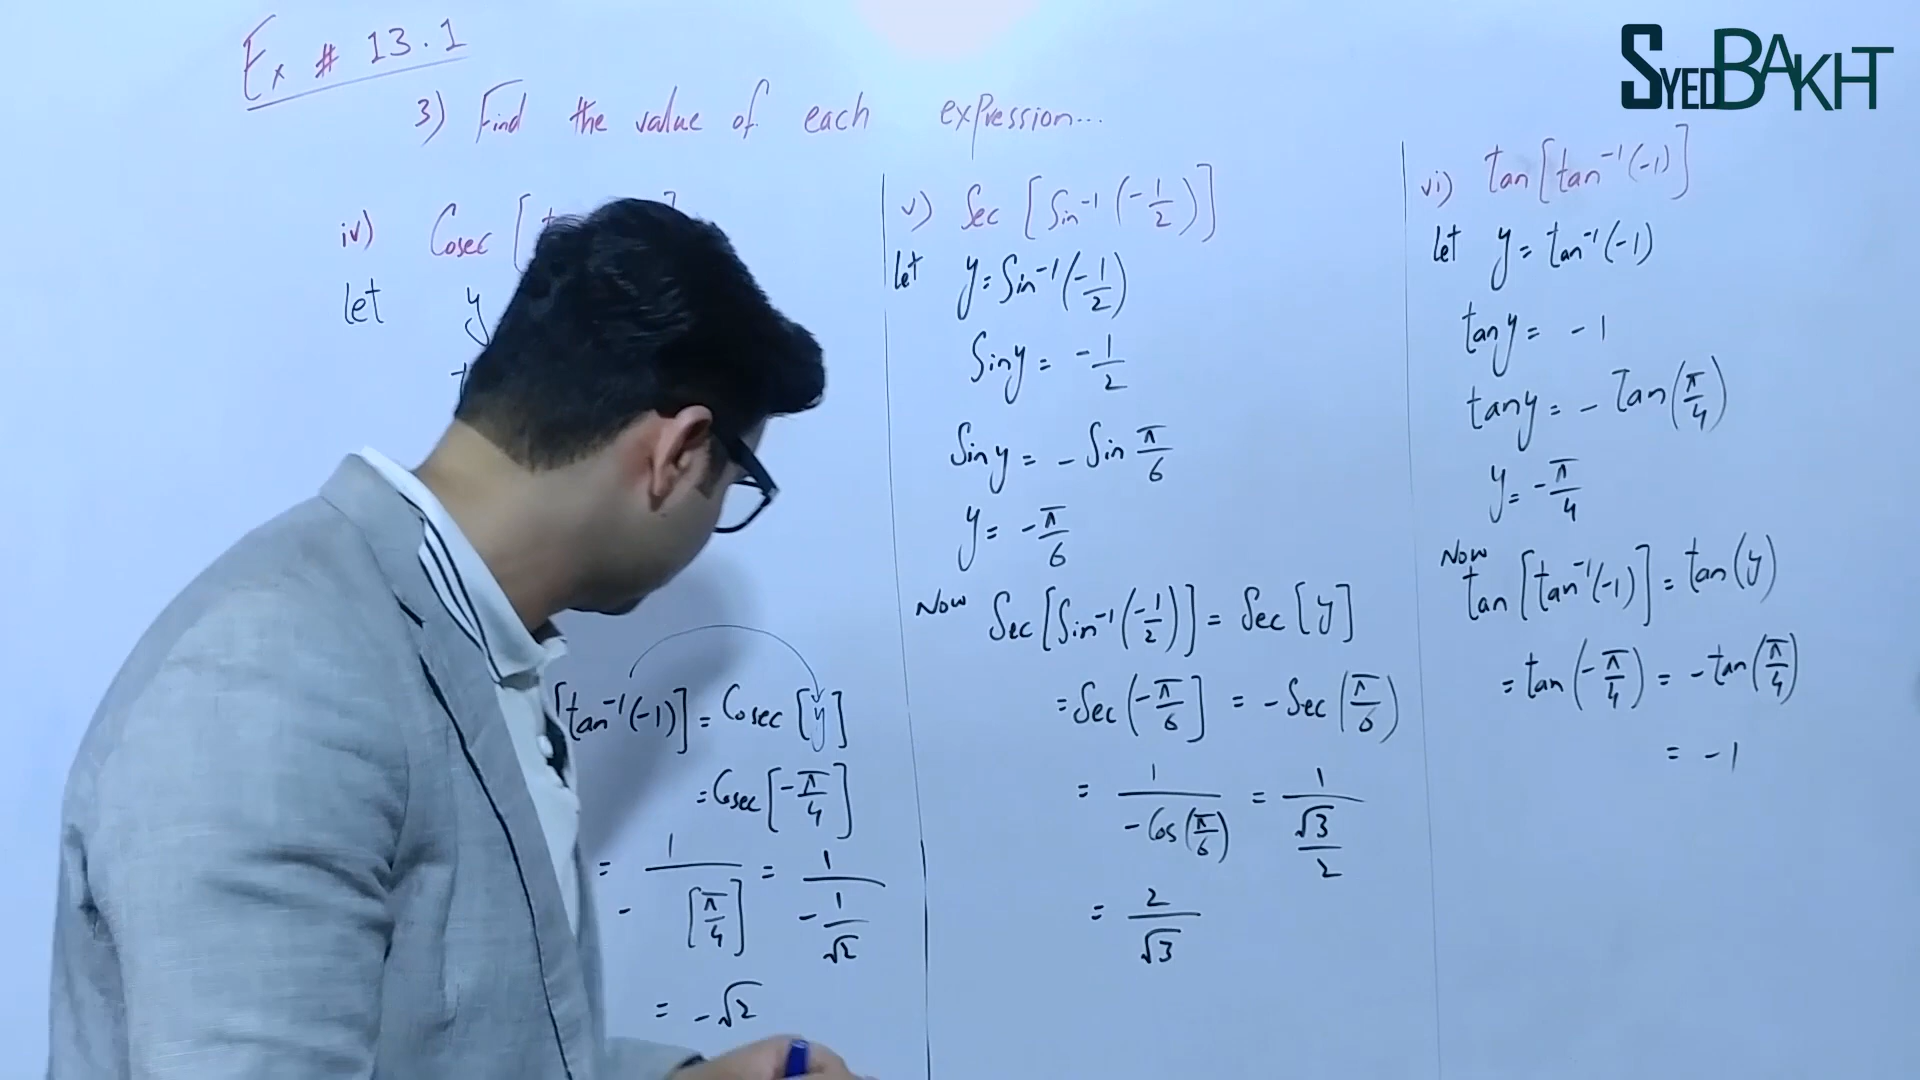 SYEDBAKHT
Ex # 13.1
3) Find the value of each expression...
iv) Cosec [
let y
[tan⁻¹(-1)] = Cosec [y]
= Cosec [-π/4]
= 1/-[π/4] = 1/(-1/√2)
= -√2
v) Sec [Sin⁻¹(-1/2)]
let y = Sin⁻¹(-1/2)
Sin y = -1/2
Sin y = - Sin π/6
y = -π/6
Now Sec [Sin⁻¹(-1/2)] = Sec [y]
= Sec (-π/6] = - Sec (π/6)
= 1/-Cos(π/6) = 1/(√3/2)
= 2/√3
vi) tan [tan⁻¹(-1)]
let y = tan⁻¹(-1)
tan y = -1
tan y = - tan (π/4)
y = -π/4
Now
tan [tan⁻¹(-1)] = tan(y)
= tan (-π/4) = -tan(π/4)
= -1